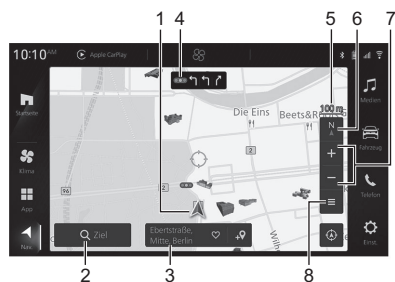 1
4
5
6
7
10:10 AM
Apple CarPlay
100 m
Die Eins
Beets&R
N
Startseite
Medien
Klima
Fahrzeug
2
+
96
2
−
App
Telefon
Nav.
Ziel
Ebertstraße,
Mitte, Berlin
Wilh
Einst.
2
3
8